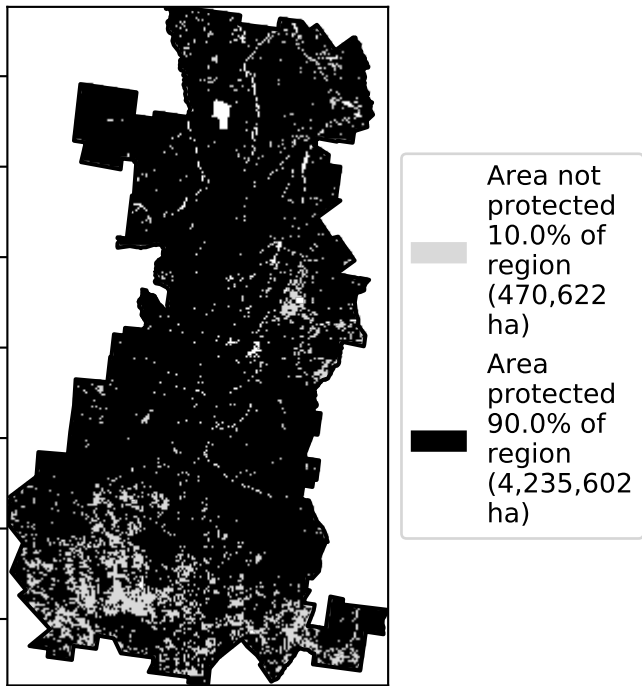 Area not
protected
10.0% of
region
(470,622
ha)
Area
protected
90.0% of
region
(4,235,602
ha)